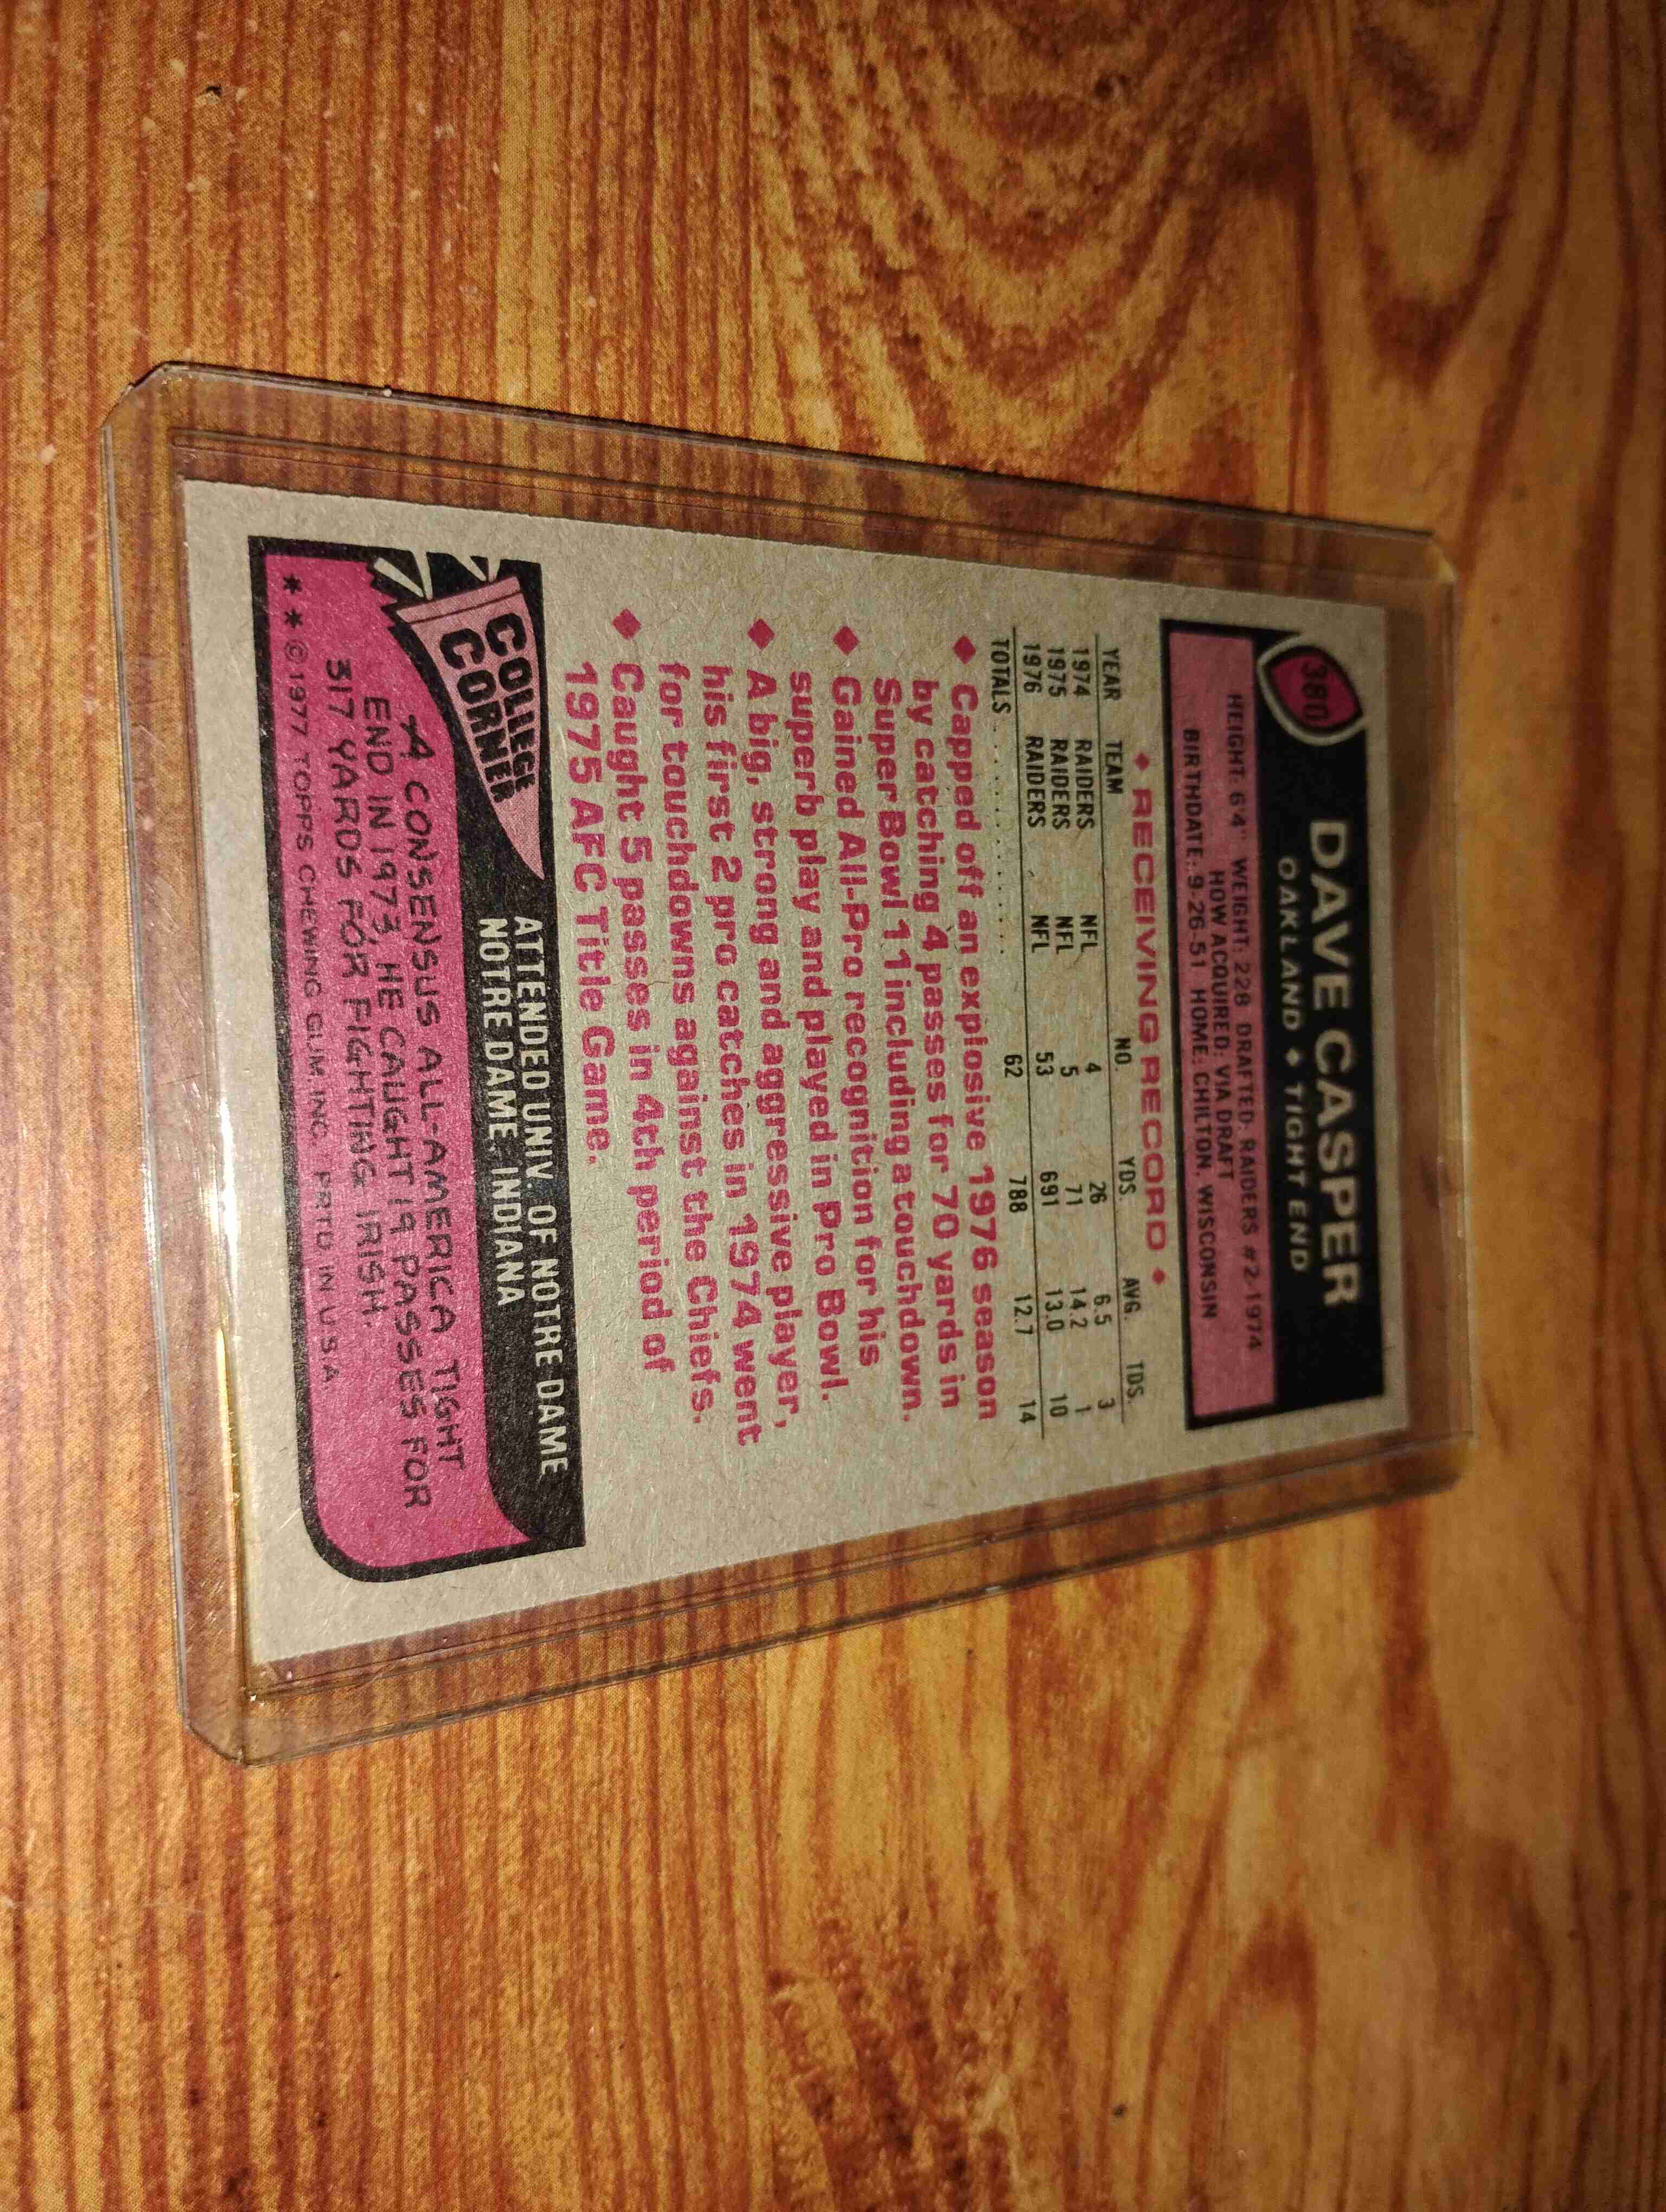 380
DAVE CASPER
OAKLAND ♦ TIGHT END
HEIGHT: 6'4" WEIGHT: 228 DRAFTED: RAIDERS #2-1974
HOW ACQUIRED: VIA DRAFT
BIRTHDATE: 9-26-51 HOME: CHILTON, WISCONSIN
♦ RECEIVING RECORD ♦
YEAR TEAM NO. YDS. AVG. TDS.
1974 RAIDERS NFL 4 26 6.5 3
1975 RAIDERS NFL 5 71 14.2 1
1976 RAIDERS NFL 53 691 13.0 10
TOTALS............ 62 788 12.7 14
♦ Capped off an explosive 1976 season
by catching 4 passes for 70 yards in
Super Bowl 11 including a touchdown.
♦ Gained All-Pro recognition for his
superb play and played in Pro Bowl.
♦ A big, strong and aggressive player,
his first 2 pro catches in 1974 went
for touchdowns against the Chiefs.
♦ Caught 5 passes in 4th period of
1975 AFC Title Game.
COLLEGE
CORNER
ATTENDED UNIV. OF NOTRE DAME
NOTRE DAME, INDIANA
A CONSENSUS ALL-AMERICA TIGHT
END IN 1973, HE CAUGHT 19 PASSES FOR
317 YARDS FOR FIGHTING IRISH.
★ ★ © 1977 TOPPS CHEWING GUM, INC. PRTD. IN U.S.A.